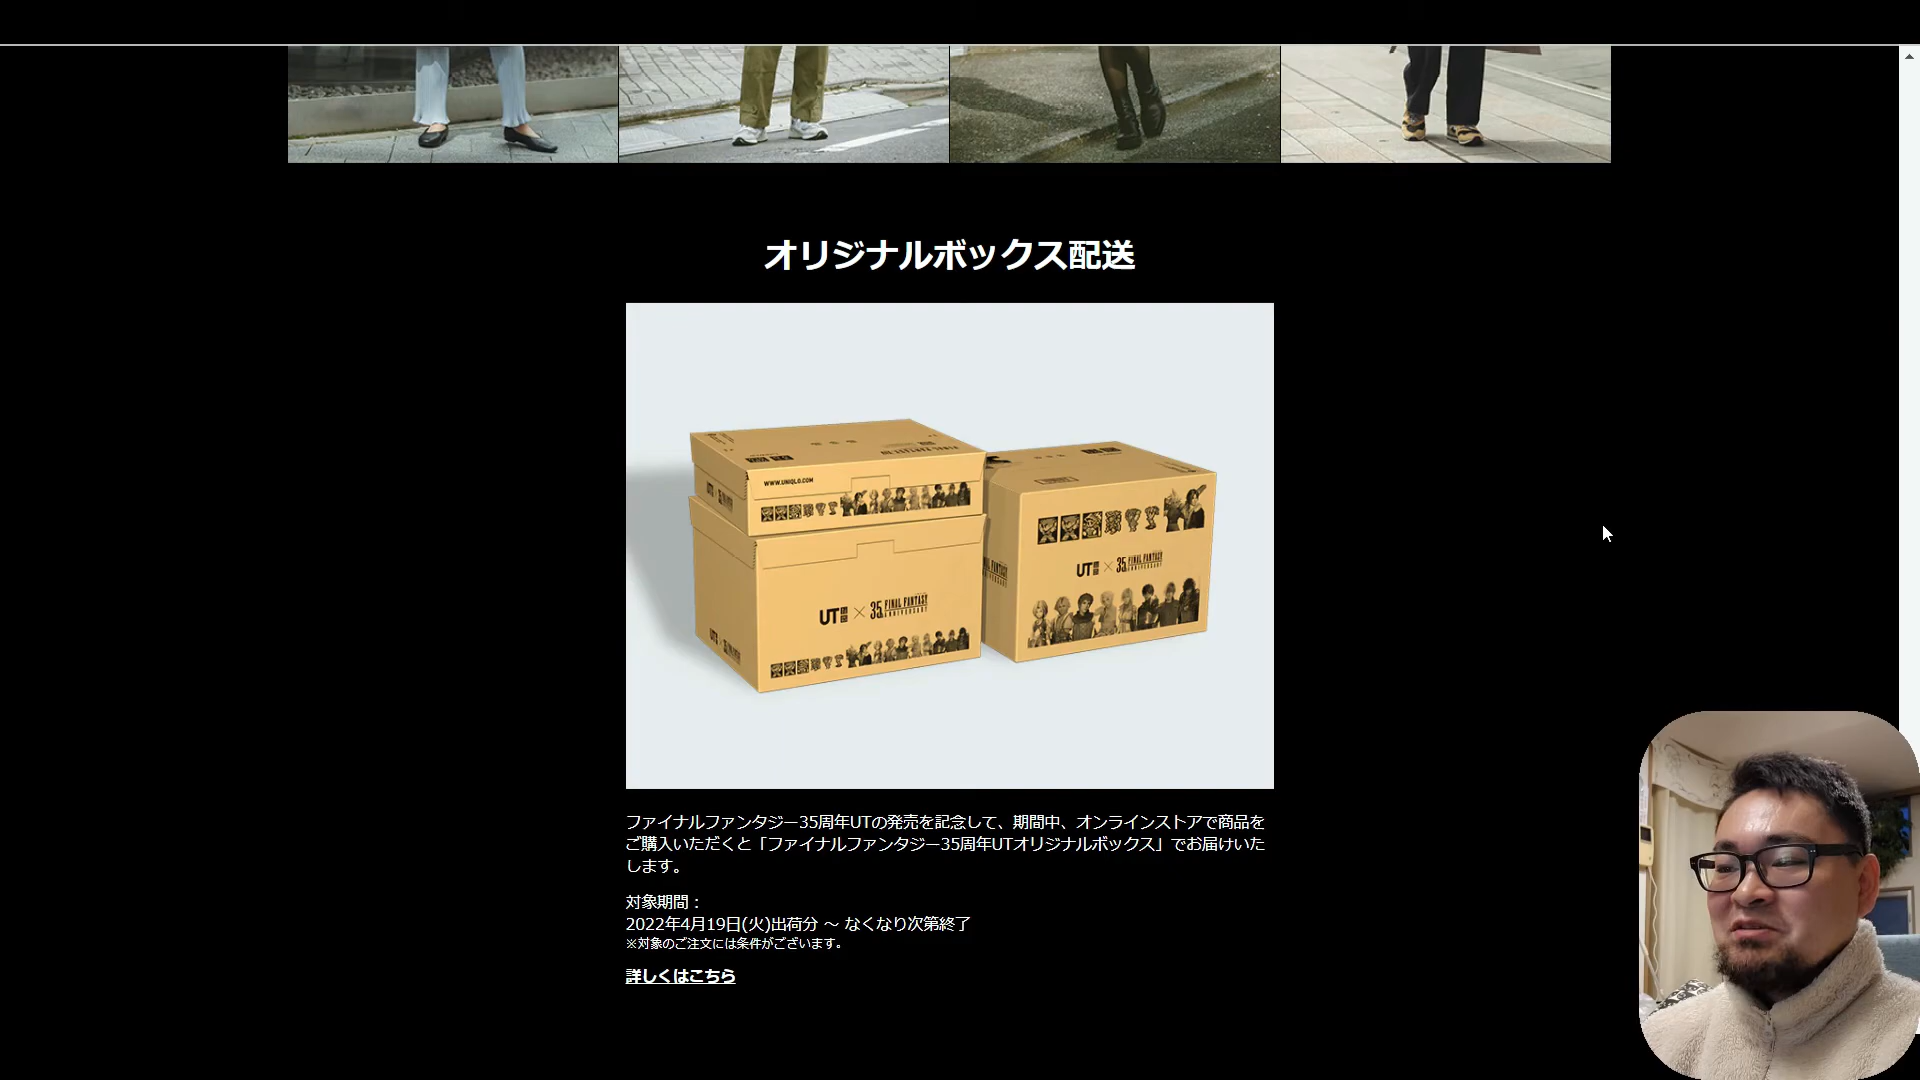 オリジナルボックス配送
WWW.UNIQLO.COM
UT × 35th FINAL FANTASY ANNIVERSARY
UT × 35th FINAL FANTASY ANNIVERSARY
ファイナルファンタジー35周年UTの発売を記念して、期間中、オンラインストアで商品を
ご購入いただくと「ファイナルファンタジー35周年UTオリジナルボックス」でお届けいた
します。
対象期間：
2022年4月19日(火)出荷分 ～ なくなり次第終了
※対象のご注文には条件がございます。
詳しくはこちら